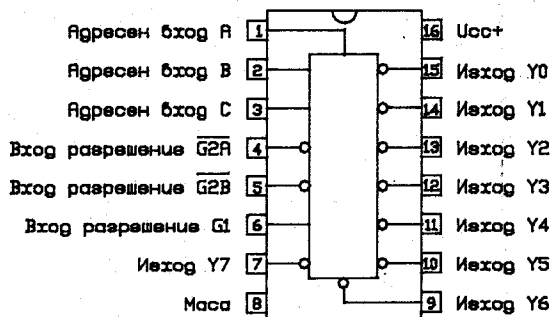 Адресен вход A 1 16 Ucc+
Адресен вход B 2 15 Изход Y0
Адресен вход C 3 14 Изход Y1
Вход разрешение G2A 4 13 Изход Y2
Вход разрешение G2B 5 12 Изход Y3
Вход разрешение G1 6 11 Изход Y4
Изход Y7 7 10 Изход Y5
Маса 8 9 Изход Y6